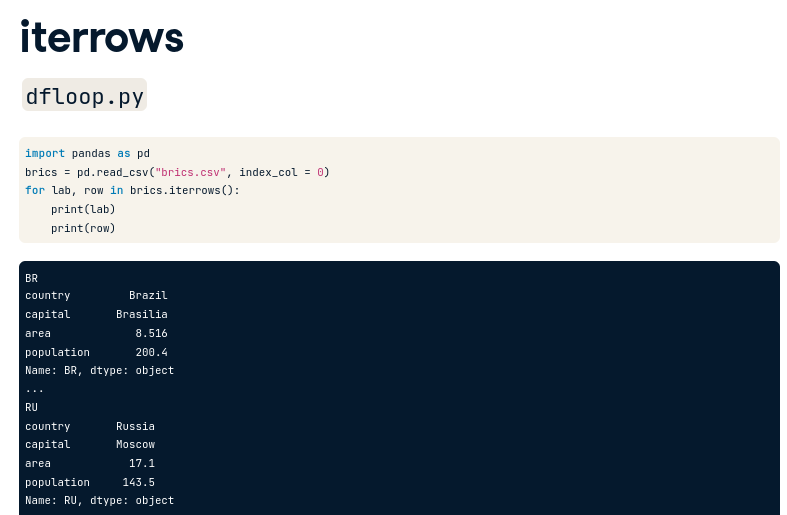 iterrows
dfloop.py
import pandas as pd
brics = pd.read_csv("brics.csv", index_col = 0)
for lab, row in brics.iterrows():
    print(lab)
    print(row)
BR
country         Brazil
capital       Brasilia
area             8.516
population       200.4
Name: BR, dtype: object
...
RU
country       Russia
capital       Moscow
area            17.1
population     143.5
Name: RU, dtype: object